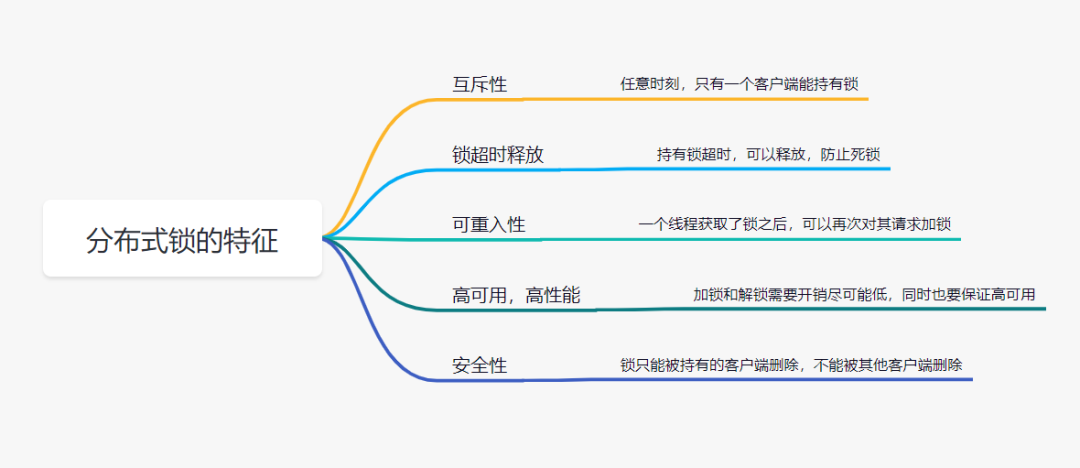 互斥性
任意时刻，只有一个客户端能持有锁
锁超时释放
持有锁超时，可以释放，防止死锁
分布式锁的特征
可重入性
一个线程获取了锁之后，可以再次对其请求加锁
高可用，高性能
加锁和解锁需要开销尽可能低，同时也要保证高可用
安全性
锁只能被持有的客户端删除，不能被其他客户端删除